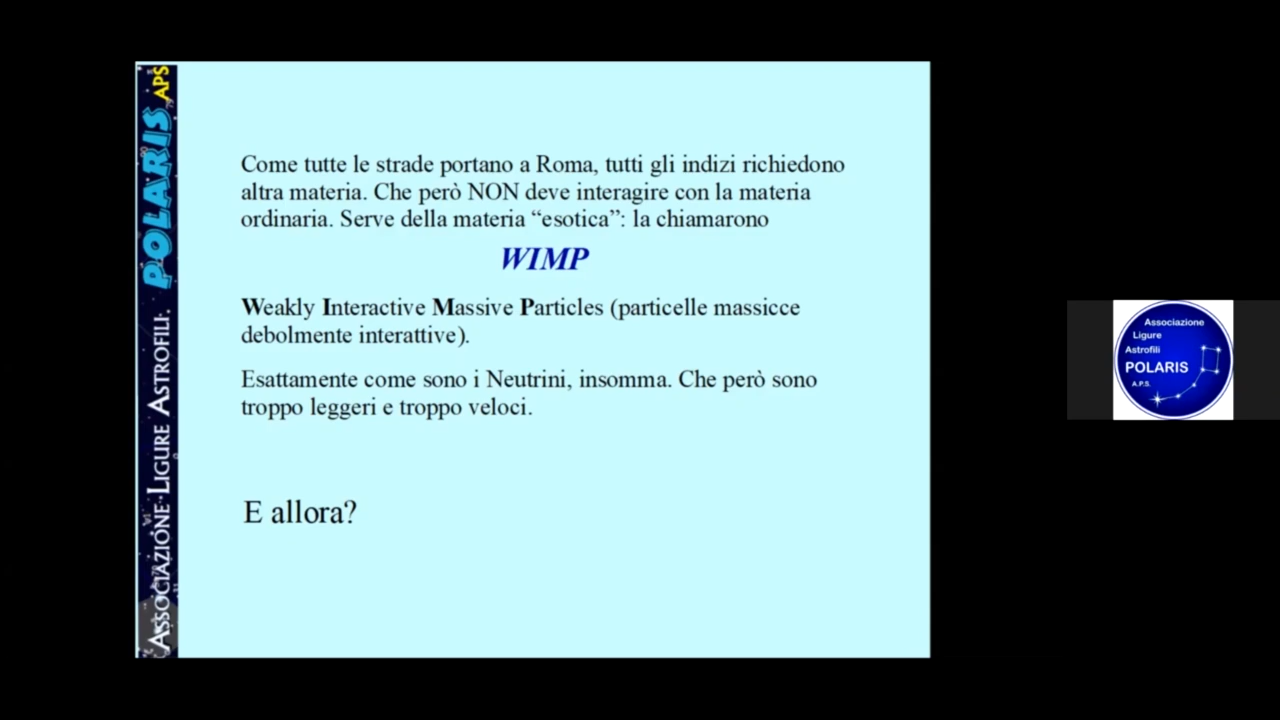 Come tutte le strade portano a Roma, tutti gli indizi richiedono
altra materia. Che però NON deve interagire con la materia
ordinaria. Serve della materia “esotica”: la chiamarono
WIMP
Weakly Interactive Massive Particles (particelle massicce
debolmente interattive).
Esattamente come sono i Neutrini, insomma. Che però sono
troppo leggeri e troppo veloci.
E allora?
ASSOCIAZIONE LIGURE ASTROFILI POLARIS APS
Associazione
Ligure
Astrofili
POLARIS
A.P.S.